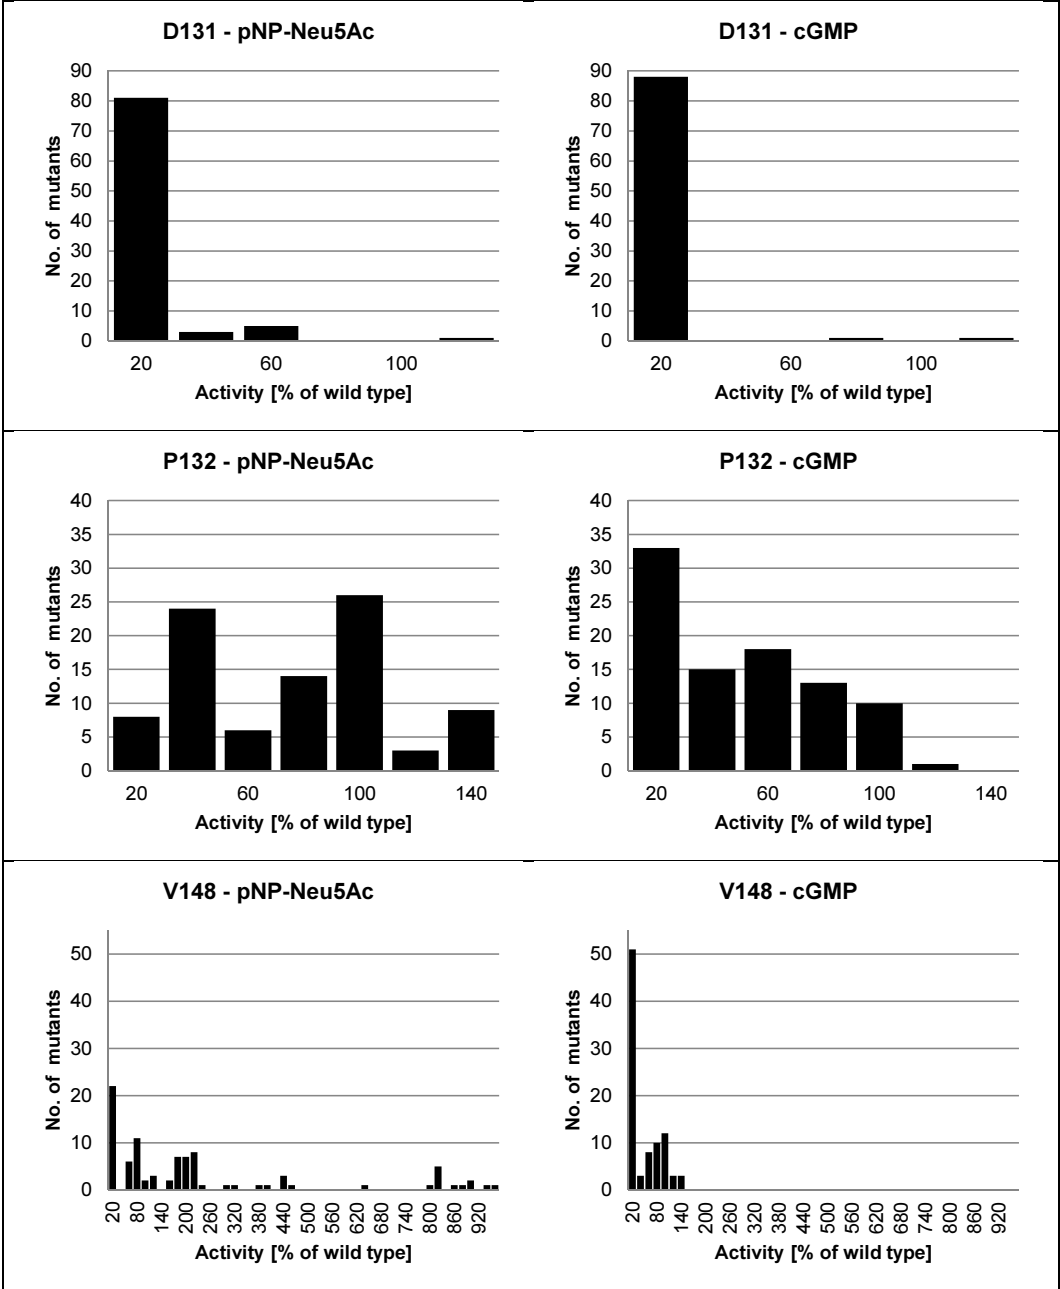 D131 - pNP-Neu5Ac
No. of mutants
90
80
70
60
50
40
30
20
10
0
20 60 100
Activity [% of wild type]
D131 - cGMP
No. of mutants
90
80
70
60
50
40
30
20
10
0
20 60 100
Activity [% of wild type]
P132 - pNP-Neu5Ac
No. of mutants
40
35
30
25
20
15
10
5
0
20 60 100 140
Activity [% of wild type]
P132 - cGMP
No. of mutants
40
35
30
25
20
15
10
5
0
20 60 100 140
Activity [% of wild type]
V148 - pNP-Neu5Ac
No. of mutants
50
40
30
20
10
0
20 80 140 200 260 320 380 440 500 560 620 680 740 800 860 920
Activity [% of wild type]
V148 - cGMP
No. of mutants
50
40
30
20
10
0
20 80 140 200 260 320 380 440 500 560 620 680 740 800 860 920
Activity [% of wild type]